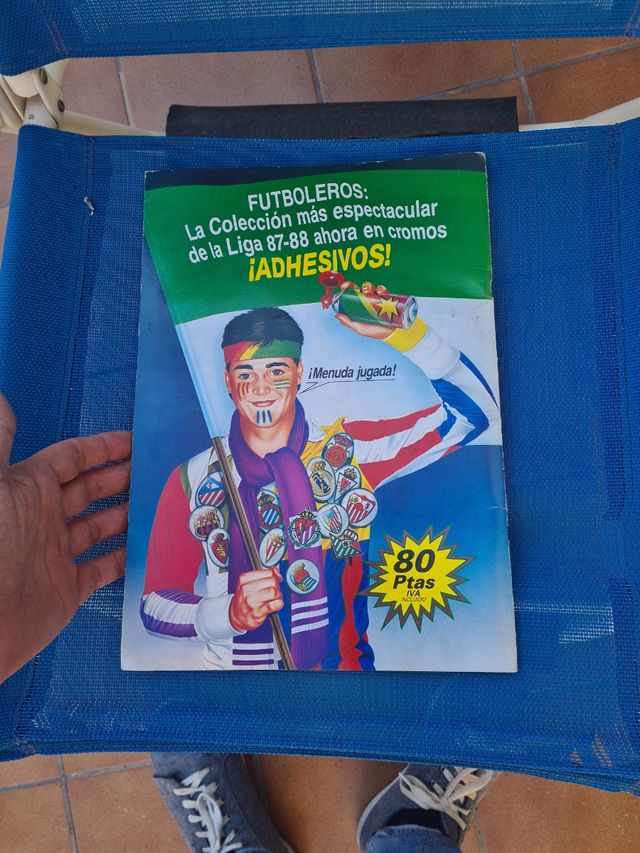 FUTBOLEROS:
La Colección más espectacular
de la Liga 87-88 ahora en cromos
¡ADHESIVOS!
¡Menuda jugada!
80
Ptas
IVA
INCLUIDO